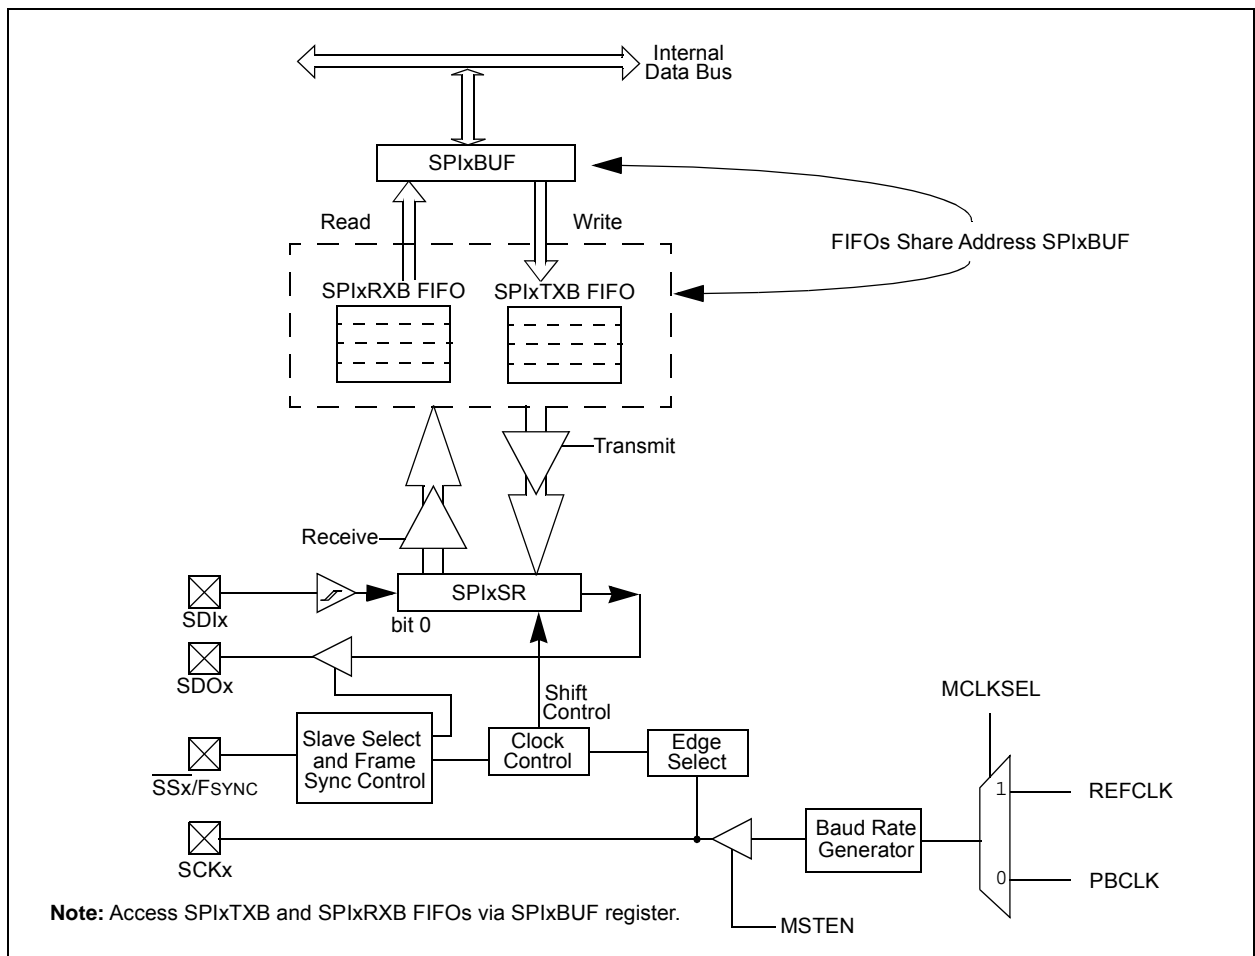 Internal
Data Bus
SPIxBUF
Read
Write
FIFOs Share Address SPIxBUF
SPIxRXB FIFO
SPIxTXB FIFO
Transmit
Receive
SPIxSR
SDIx
bit 0
SDOx
Shift
Control
MCLKSEL
Slave Select
and Frame
Sync Control
Clock
Control
Edge
Select
SSx/FSYNC
1
REFCLK
Baud Rate
Generator
SCKx
0
PBCLK
Note: Access SPIxTXB and SPIxRXB FIFOs via SPIxBUF register.
MSTEN